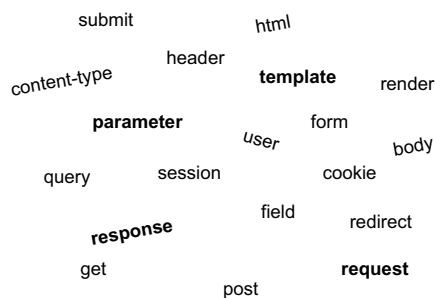 submit html
header
content-type template render
parameter form
user body
query session cookie
field redirect
response
get request
post